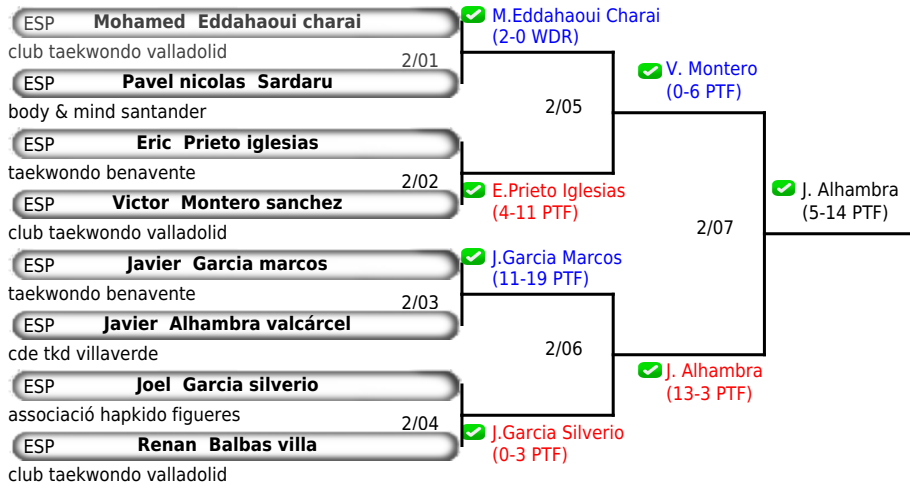 ESP Mohamed Eddahaoui charai
club taekwondo valladolid
2/01
ESP Pavel nicolas Sardaru
body & mind santander
ESP Eric Prieto iglesias
taekwondo benavente
2/02
ESP Victor Montero sanchez
club taekwondo valladolid
ESP Javier Garcia marcos
taekwondo benavente
2/03
ESP Javier Alhambra valcárcel
cde tkd villaverde
ESP Joel Garcia silverio
associació hapkido figueres
2/04
ESP Renan Balbas villa
club taekwondo valladolid
M.Eddahaoui Charai
(2-0 WDR)
2/05
E.Prieto Iglesias
(4-11 PTF)
J.Garcia Marcos
(11-19 PTF)
2/06
J.Garcia Silverio
(0-3 PTF)
V. Montero
(0-6 PTF)
2/07
J. Alhambra
(13-3 PTF)
J. Alhambra
(5-14 PTF)